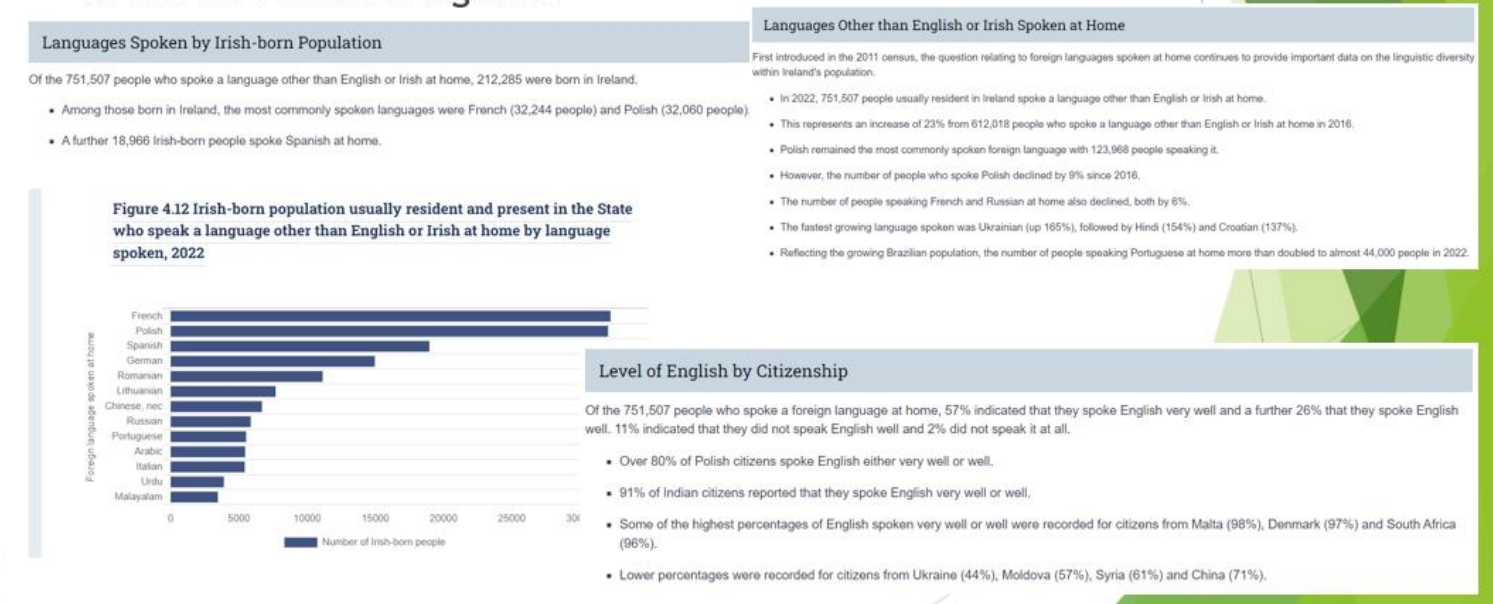 Languages Spoken by Irish-born Population
Of the 751,507 people who spoke a language other than English or Irish at home, 212,285 were born in Ireland.
• Among those born in Ireland, the most commonly spoken languages were French (32,244 people) and Polish (32,060 people)
• A further 18,966 Irish-born people spoke Spanish at home.
Figure 4.12 Irish-born population usually resident and present in the State
who speak a language other than English or Irish at home by language
spoken, 2022
Foreign language spoken at home
French
Polish
Spanish
German
Romanian
Lithuanian
Chinese, nec
Russian
Portuguese
Arabic
Italian
Urdu
Malayalam
0 5000 10000 15000 20000 25000
Number of Irish-born people
Languages Other than English or Irish Spoken at Home
First introduced in the 2011 census, the question relating to foreign languages spoken at home continues to provide important data on the linguistic diversity
within Ireland's population.
• In 2022, 751,507 people usually resident in Ireland spoke a language other than English or Irish at home.
• This represents an increase of 23% from 612,018 people who spoke a language other than English or Irish at home in 2016.
• Polish remained the most commonly spoken foreign language with 123,968 people speaking it.
• However, the number of people who spoke Polish declined by 9% since 2016.
• The number of people speaking French and Russian at home also declined, both by 6%.
• The fastest growing language spoken was Ukrainian (up 165%), followed by Hindi (154%) and Croatian (137%).
• Reflecting the growing Brazilian population, the number of people speaking Portuguese at home more than doubled to almost 44,000 people in 2022.
Level of English by Citizenship
Of the 751,507 people who spoke a foreign language at home, 57% indicated that they spoke English very well and a further 26% that they spoke English
well. 11% indicated that they did not speak English well and 2% did not speak it at all.
• Over 80% of Polish citizens spoke English either very well or well.
• 91% of Indian citizens reported that they spoke English very well or well.
• Some of the highest percentages of English spoken very well or well were recorded for citizens from Malta (98%), Denmark (97%) and South Africa
(96%).
• Lower percentages were recorded for citizens from Ukraine (44%), Moldova (57%), Syria (61%) and China (71%).